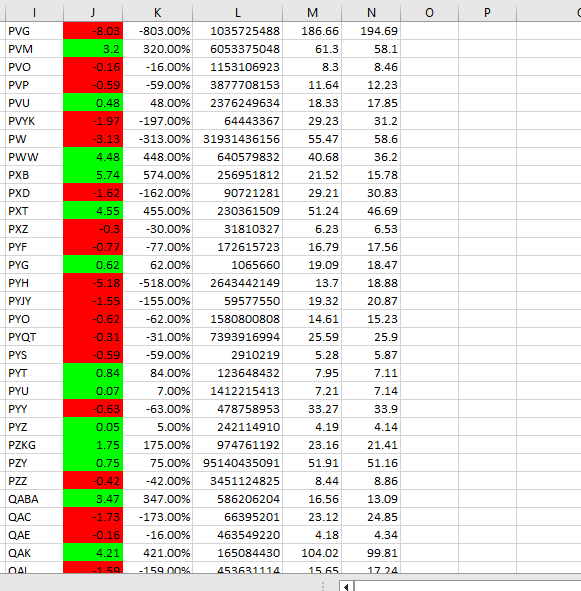 I J K L M N O P
PVG -8.03 -803.00% 1035725488 186.66 194.69
PVM 3.2 320.00% 6053375048 61.3 58.1
PVO -0.16 -16.00% 1153106923 8.3 8.46
PVP -0.59 -59.00% 3877708153 11.64 12.23
PVU 0.48 48.00% 2376249634 18.33 17.85
PVYK -1.97 -197.00% 64443367 29.23 31.2
PW -3.13 -313.00% 31931436156 55.47 58.6
PWW 4.48 448.00% 640579832 40.68 36.2
PXB 5.74 574.00% 256951812 21.52 15.78
PXD -1.62 -162.00% 90721281 29.21 30.83
PXT 4.55 455.00% 230361509 51.24 46.69
PXZ -0.3 -30.00% 31810327 6.23 6.53
PYF -0.77 -77.00% 172615723 16.79 17.56
PYG 0.62 62.00% 1065660 19.09 18.47
PYH -5.18 -518.00% 2643442149 13.7 18.88
PYJY -1.55 -155.00% 59577550 19.32 20.87
PYO -0.62 -62.00% 1580800808 14.61 15.23
PYQT -0.31 -31.00% 7393916994 25.59 25.9
PYS -0.59 -59.00% 2910219 5.28 5.87
PYT 0.84 84.00% 123648432 7.95 7.11
PYU 0.07 7.00% 1412215413 7.21 7.14
PYY -0.63 -63.00% 478758953 33.27 33.9
PYZ 0.05 5.00% 242114910 4.19 4.14
PZKG 1.75 175.00% 974761192 23.16 21.41
PZY 0.75 75.00% 95140435091 51.91 51.16
PZZ -0.42 -42.00% 3451124825 8.44 8.86
QABA 3.47 347.00% 586206204 16.56 13.09
QAC -1.73 -173.00% 66395201 23.12 24.85
QAE -0.16 -16.00% 463549220 4.18 4.34
QAK 4.21 421.00% 165084430 104.02 99.81
-1.59 -159.00% 453631114 15.65 17.24